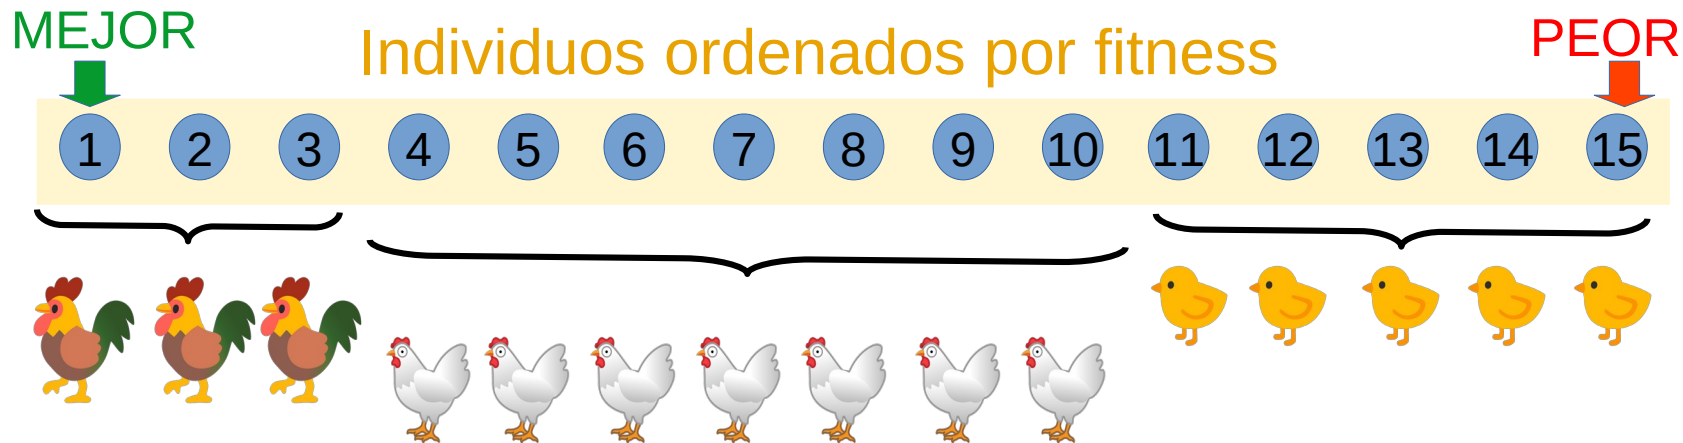 MEJOR
Individuos ordenados por fitness
PEOR
1 2 3 4 5 6 7 8 9 10 11 12 13 14 15